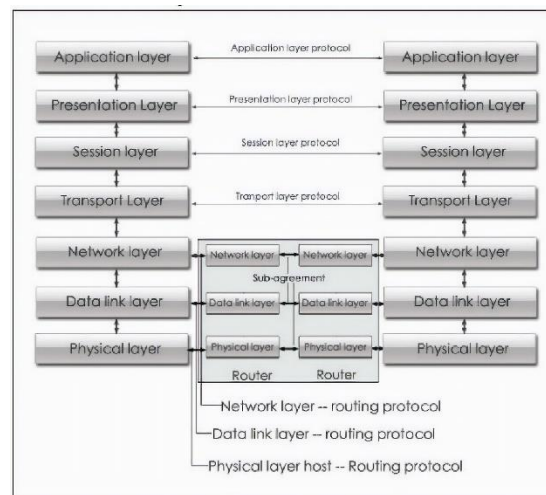 Application layer
Application layer protocol
Application layer
Presentation Layer
Presentation layer protocol
Presentation Layer
Session layer
Session layer protocol
Session layer
Transport Layer
Tranport layer protocol
Transport Layer
Network layer
Network layer
Network layer
Network layer
Sub-agreement
Data link layer
Data link layer
Data link layer
Data link layer
Physical layer
Physical layer
Physical layer
Physical layer
Router
Router
Network layer -- routing protocol
Data link layer -- routing protocol
Physical layer host -- Routing protocol